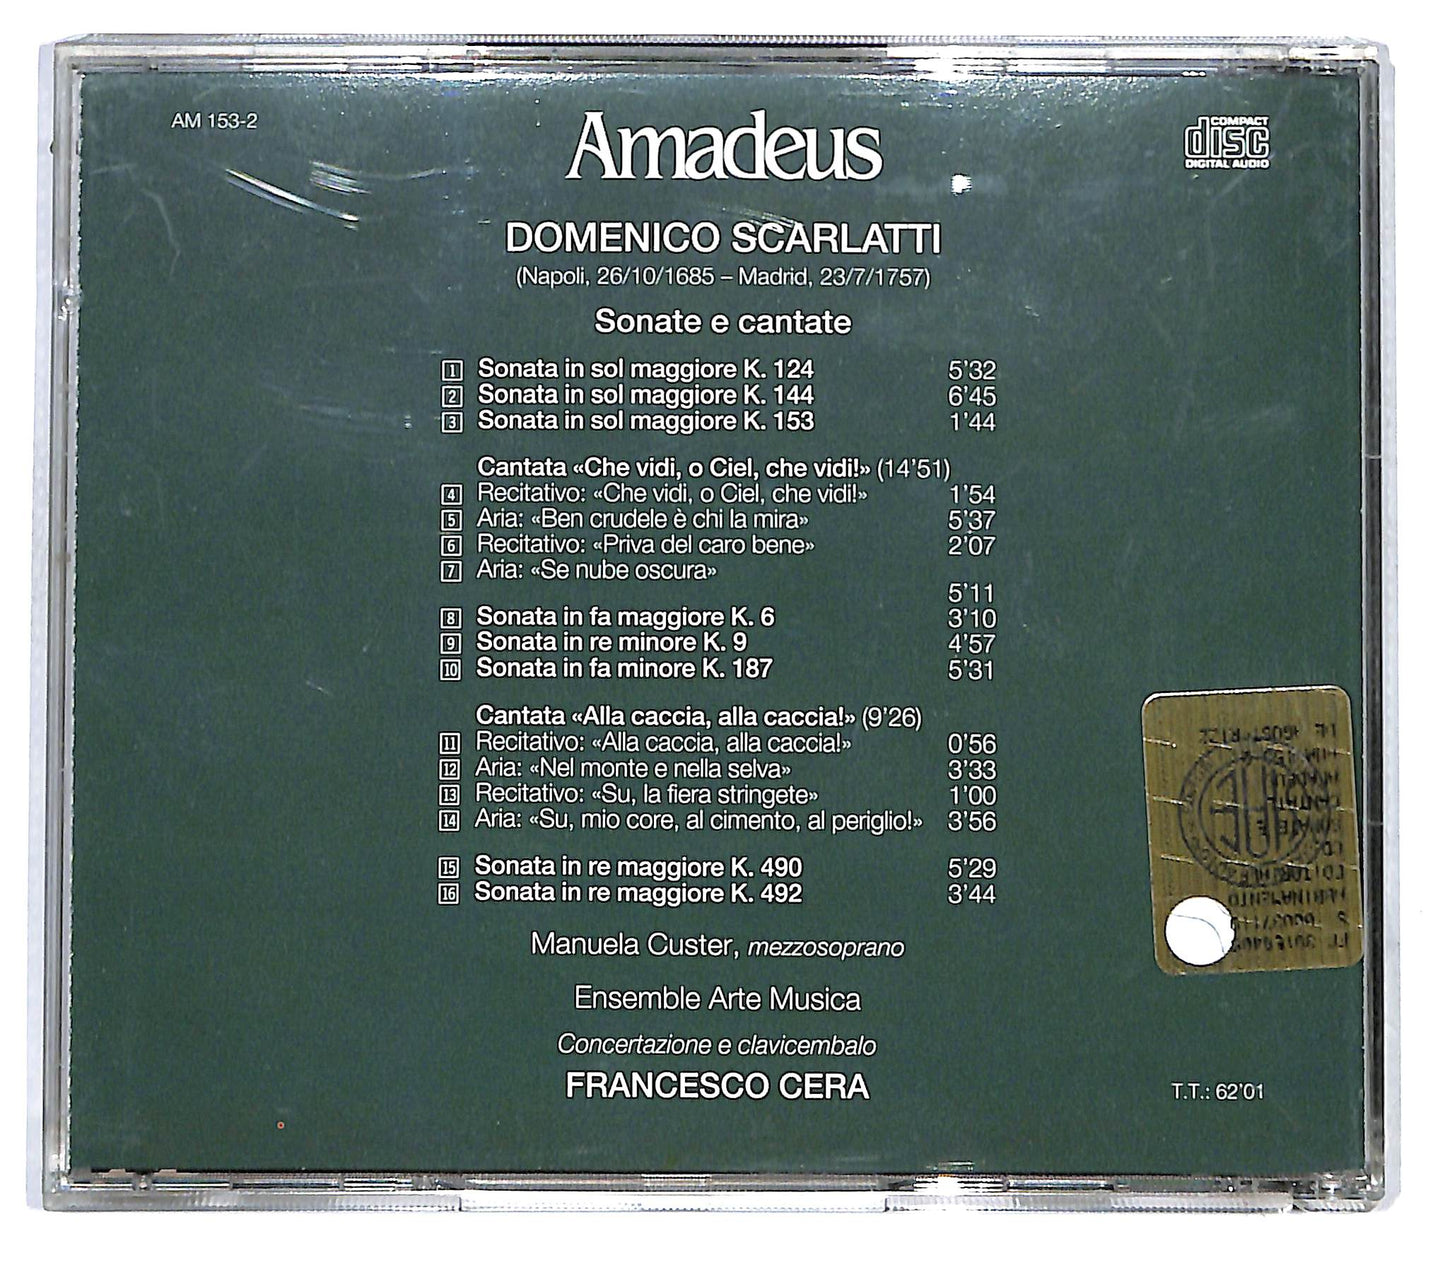 AM 153-2
Amadeus
COMPACT
disc
DIGITAL AUDIO
DOMENICO SCARLATTI
(Napoli, 26/10/1685 – Madrid, 23/7/1757)
Sonate e cantate
1 Sonata in sol maggiore K. 124 5'32
2 Sonata in sol maggiore K. 144 6'45
3 Sonata in sol maggiore K. 153 1'44
Cantata «Che vidi, o Ciel, che vidi!» (14'51)
4 Recitativo: «Che vidi, o Ciel, che vidi!» 1'54
5 Aria: «Ben crudele è chi la mira» 5'37
6 Recitativo: «Priva del caro bene» 2'07
7 Aria: «Se nube oscura»
5'11
8 Sonata in fa maggiore K. 6 3'10
9 Sonata in re minore K. 9 4'57
10 Sonata in fa minore K. 187 5'31
Cantata «Alla caccia, alla caccia!» (9'26)
11 Recitativo: «Alla caccia, alla caccia!» 0'56
12 Aria: «Nel monte e nella selva» 3'33
13 Recitativo: «Su, la fiera stringete» 1'00
14 Aria: «Su, mio core, al cimento, al periglio!» 3'56
15 Sonata in re maggiore K. 490 5'29
16 Sonata in re maggiore K. 492 3'44
Manuela Custer, mezzosoprano
Ensemble Arte Musica
Concertazione e clavicembalo
FRANCESCO CERA
T.T.: 62'01